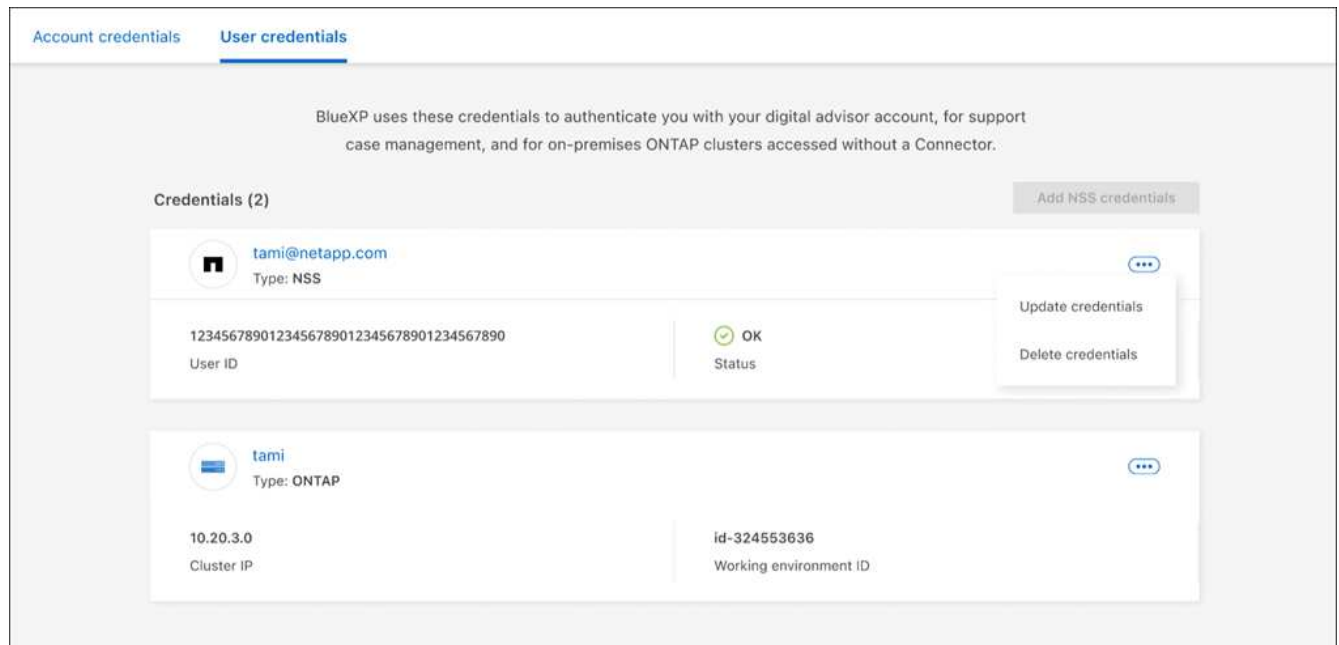 Account credentials
User credentials
BlueXP uses these credentials to authenticate you with your digital advisor account, for support
case management, and for on-premises ONTAP clusters accessed without a Connector.
Credentials (2)
Add NSS credentials
tami@netapp.com
Type: NSS
Update credentials
Delete credentials
1234567890123456789012345678901234567890
User ID
OK
Status
tami
Type: ONTAP
10.20.3.0
Cluster IP
id-324553636
Working environment ID